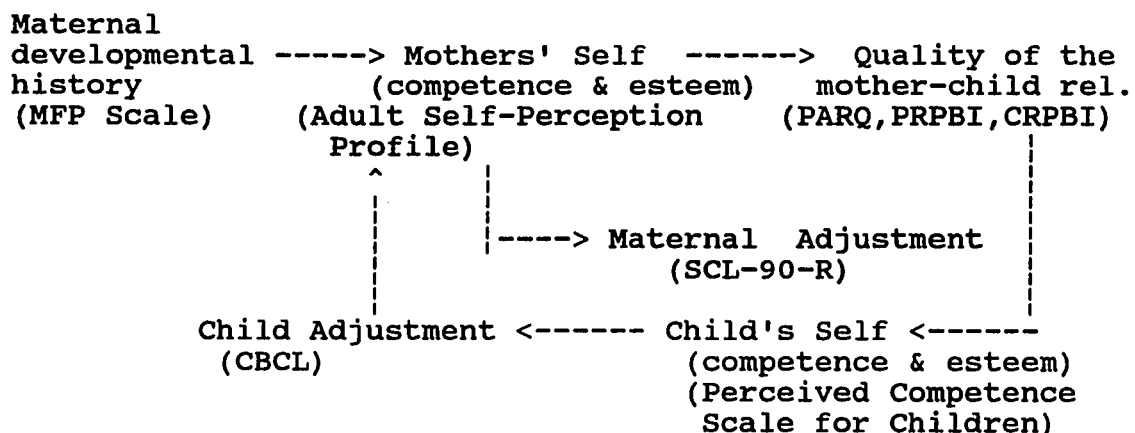 Maternal
developmental -----> Mothers' Self ------> Quality of the
history (competence & esteem) mother-child rel.
(MFP Scale) (Adult Self-Perception (PARQ,PRPBI,CRPBI)
Profile)
|----> Maternal Adjustment
(SCL-90-R)
Child Adjustment <------ Child's Self <------
(CBCL) (competence & esteem)
(Perceived Competence
Scale for Children)